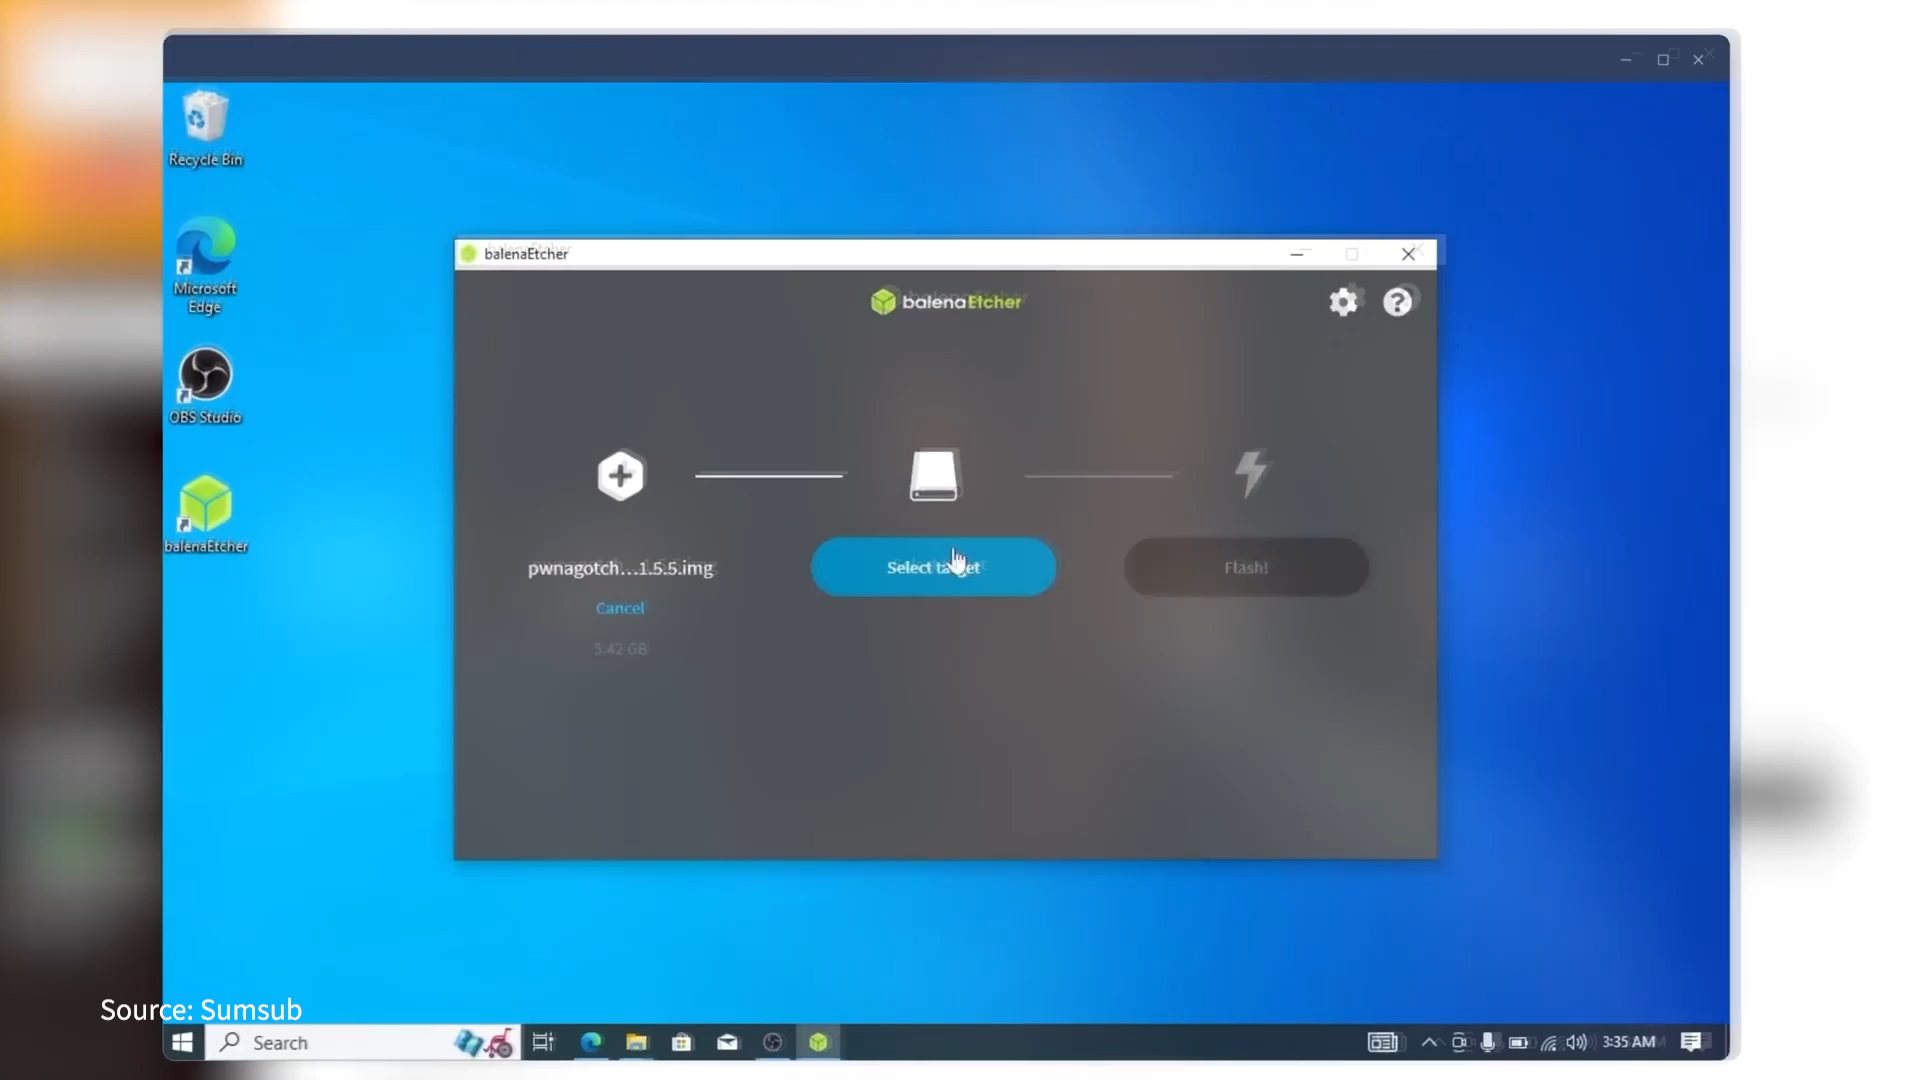 Recycle Bin
Microsoft
Edge
OBS Studio
balenaEtcher
balenaEtcher
balenaEtcher
pwnagotch...1.5.5.img
Cancel
5.42 GB
Select target
Flash!
Source: Sumsub
Search
3:35 AM